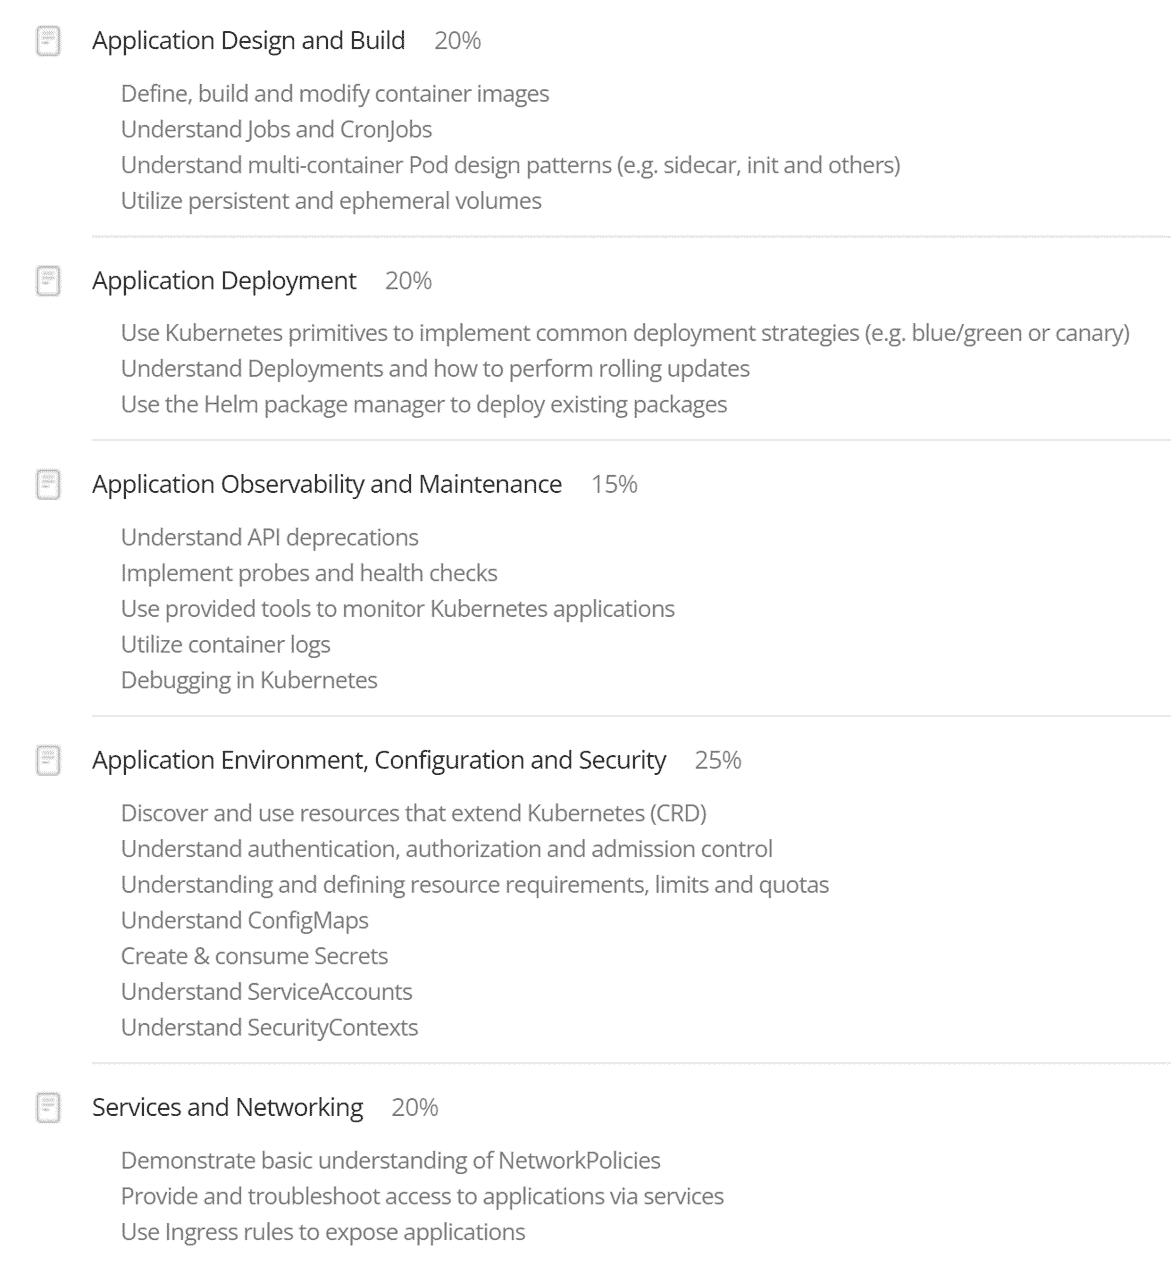 Application Design and Build 20%
Define, build and modify container images
Understand Jobs and CronJobs
Understand multi-container Pod design patterns (e.g. sidecar, init and others)
Utilize persistent and ephemeral volumes
Application Deployment 20%
Use Kubernetes primitives to implement common deployment strategies (e.g. blue/green or canary)
Understand Deployments and how to perform rolling updates
Use the Helm package manager to deploy existing packages
Application Observability and Maintenance 15%
Understand API deprecations
Implement probes and health checks
Use provided tools to monitor Kubernetes applications
Utilize container logs
Debugging in Kubernetes
Application Environment, Configuration and Security 25%
Discover and use resources that extend Kubernetes (CRD)
Understand authentication, authorization and admission control
Understanding and defining resource requirements, limits and quotas
Understand ConfigMaps
Create & consume Secrets
Understand ServiceAccounts
Understand SecurityContexts
Services and Networking 20%
Demonstrate basic understanding of NetworkPolicies
Provide and troubleshoot access to applications via services
Use Ingress rules to expose applications